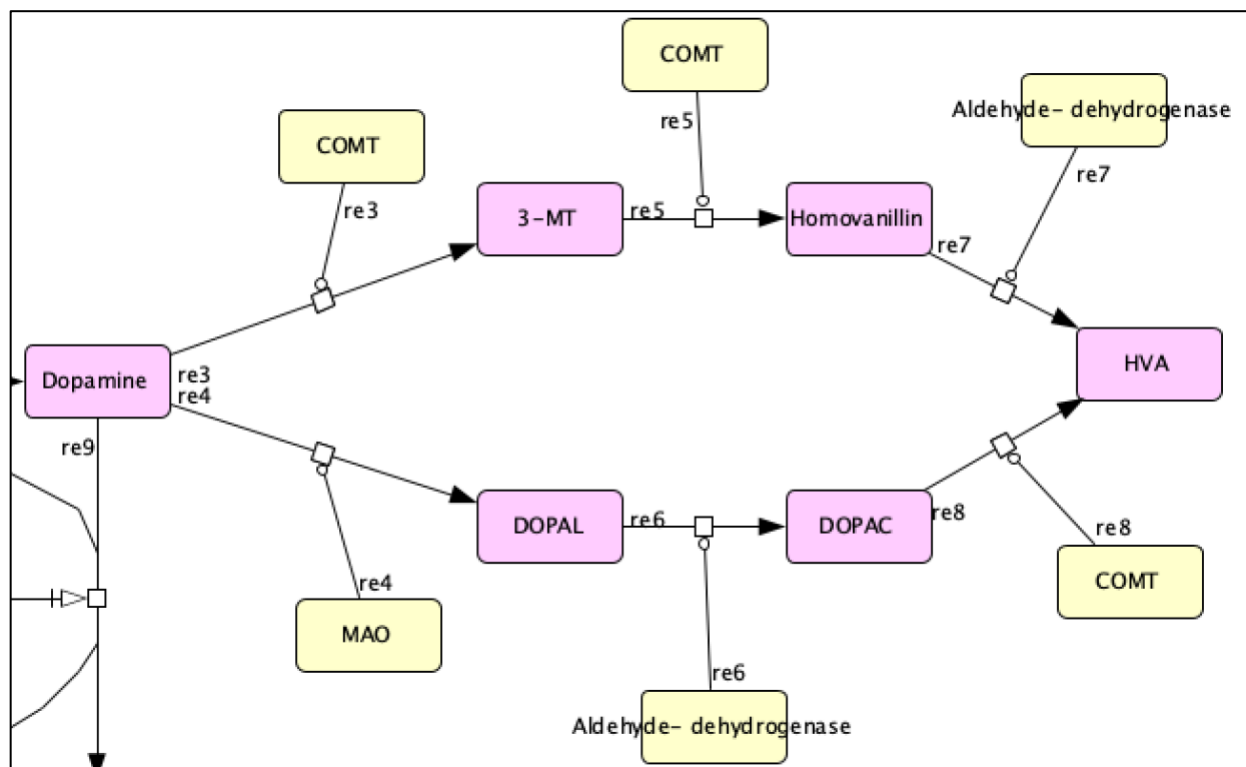 COMT
re5
Aldehyde- dehydrogenase
re7
COMT
re3
3-MT
re5
Homovanillin
re7
HVA
Dopamine
re3
re4
re9
DOPAL
re6
DOPAC
re8
re8
COMT
re4
MAO
re6
Aldehyde- dehydrogenase